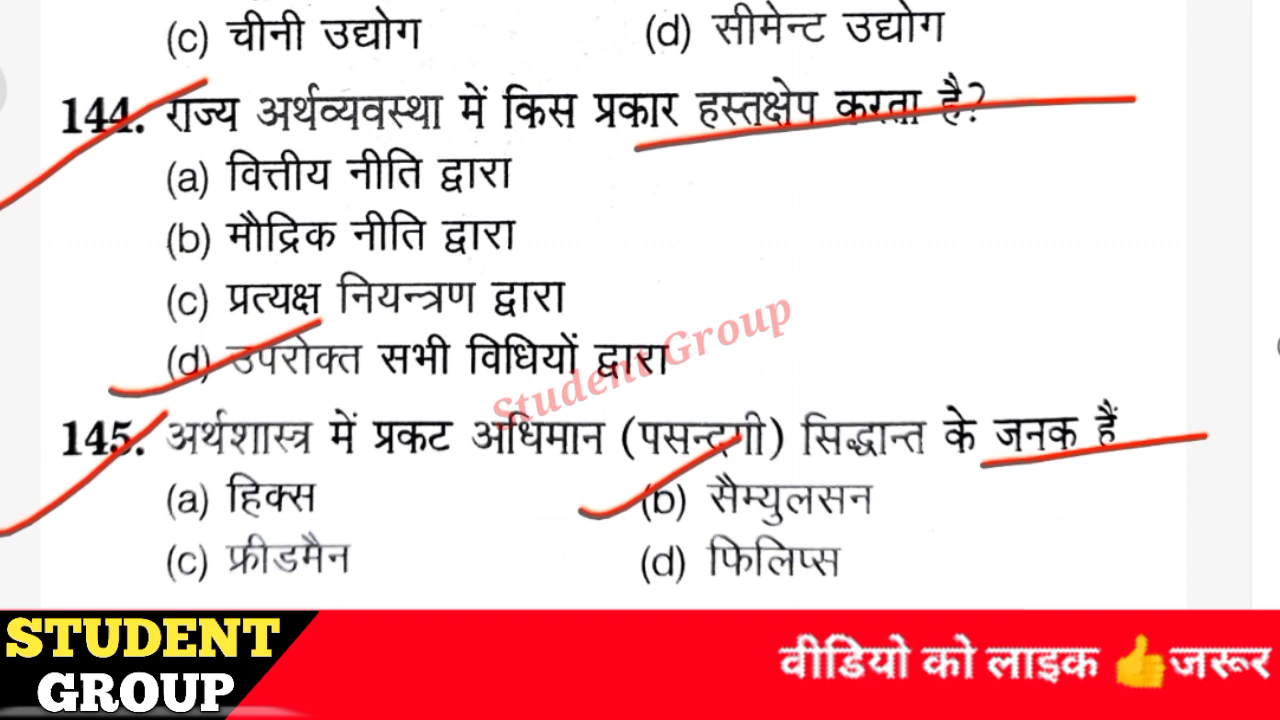 (c) चीनी उद्योग (d) सीमेन्ट उद्योग
144. राज्य अर्थव्यवस्था में किस प्रकार हस्तक्षेप करता है?
(a) वित्तीय नीति द्वारा
(b) मौद्रिक नीति द्वारा
(c) प्रत्यक्ष नियन्त्रण द्वारा
(d) उपरोक्त सभी विधियों द्वारा
Student Group
145. अर्थशास्त्र में प्रकट अधिमान (पसन्दगी) सिद्धान्त के जनक हैं
(a) हिक्स (b) सैम्युलसन
(c) फ्रीडमैन (d) फिलिप्स
STUDENT
GROUP
वीडियो को लाइक 👍जरूर